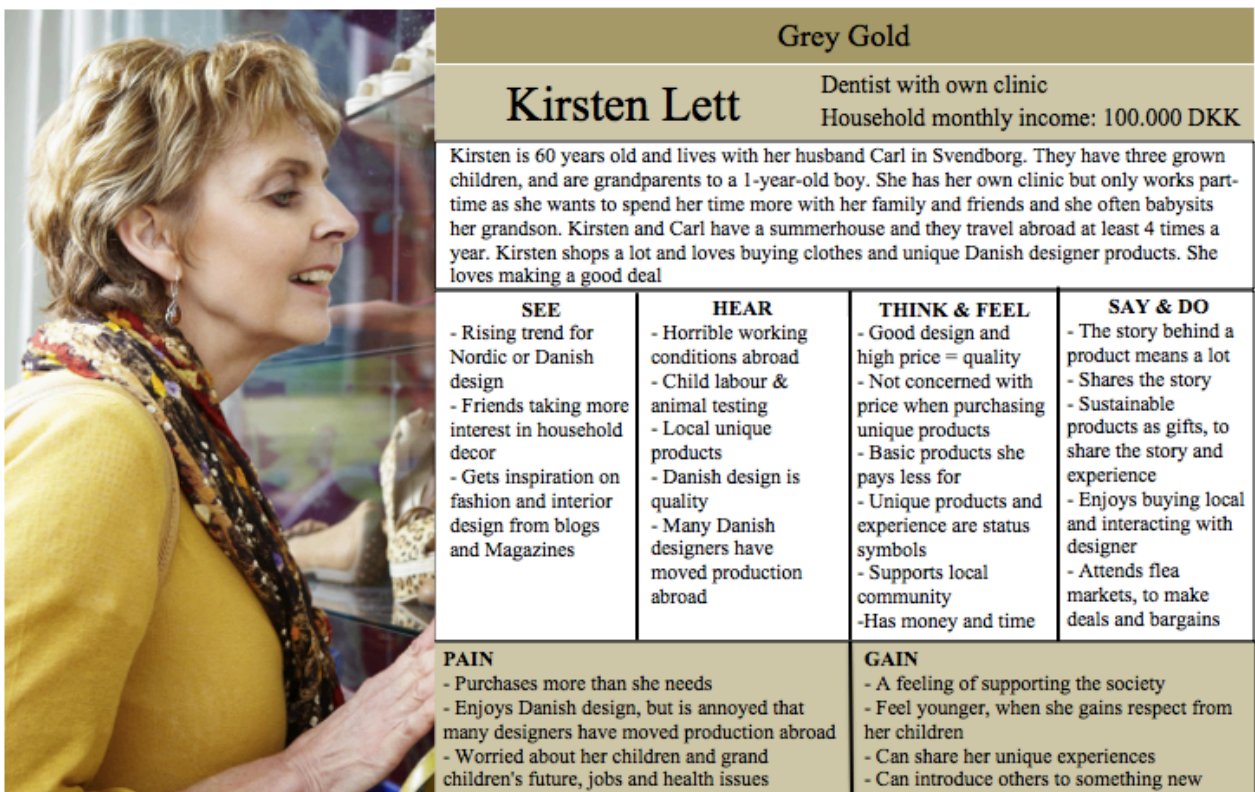 Grey Gold
Kirsten Lett
Dentist with own clinic
Household monthly income: 100.000 DKK
Kirsten is 60 years old and lives with her husband Carl in Svendborg. They have three grown
children, and are grandparents to a 1-year-old boy. She has her own clinic but only works part-
time as she wants to spend her time more with her family and friends and she often babysits
her grandson. Kirsten and Carl have a summerhouse and they travel abroad at least 4 times a
year. Kirsten shops a lot and loves buying clothes and unique Danish designer products. She
loves making a good deal
SEE
- Rising trend for
Nordic or Danish
design
- Friends taking more
interest in household
decor
- Gets inspiration on
fashion and interior
design from blogs
and Magazines
HEAR
- Horrible working
conditions abroad
- Child labour &
animal testing
- Local unique
products
- Danish design is
quality
- Many Danish
designers have
moved production
abroad
THINK & FEEL
- Good design and
high price = quality
- Not concerned with
price when purchasing
unique products
- Basic products she
pays less for
- Unique products and
experience are status
symbols
- Supports local
community
-Has money and time
SAY & DO
- The story behind a
product means a lot
- Shares the story
- Sustainable
products as gifts, to
share the story and
experience
- Enjoys buying local
and interacting with
designer
- Attends flea
markets, to make
deals and bargains
PAIN
- Purchases more than she needs
- Enjoys Danish design, but is annoyed that
many designers have moved production abroad
- Worried about her children and grand
children's future, jobs and health issues
GAIN
- A feeling of supporting the society
- Feel younger, when she gains respect from
her children
- Can share her unique experiences
- Can introduce others to something new